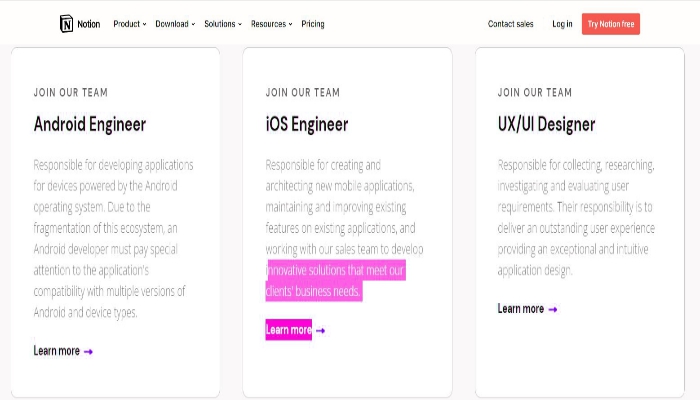 Notion Product Download Solutions Resources Pricing Contact sales Log in Try Notion free
JOIN OUR TEAM
Android Engineer
Responsible for developing applications
for devices powered by the Android
operating system. Due to the
fragmentation of this ecosystem, an
Android developer must pay special
attention to the application's
compatibility with multiple versions of
Android and device types.
Learn more →
JOIN OUR TEAM
iOS Engineer
Responsible for creating and
architecting new mobile applications,
maintaining and improving existing
features on existing applications, and
working with our sales team to develop
innovative solutions that meet our
clients' business needs.
Learn more →
JOIN OUR TEAM
UX/UI Designer
Responsible for collecting, researching,
investigating and evaluating user
requirements. Their responsibility is to
deliver an outstanding user experience
providing an exceptional and intuitive
application design.
Learn more →